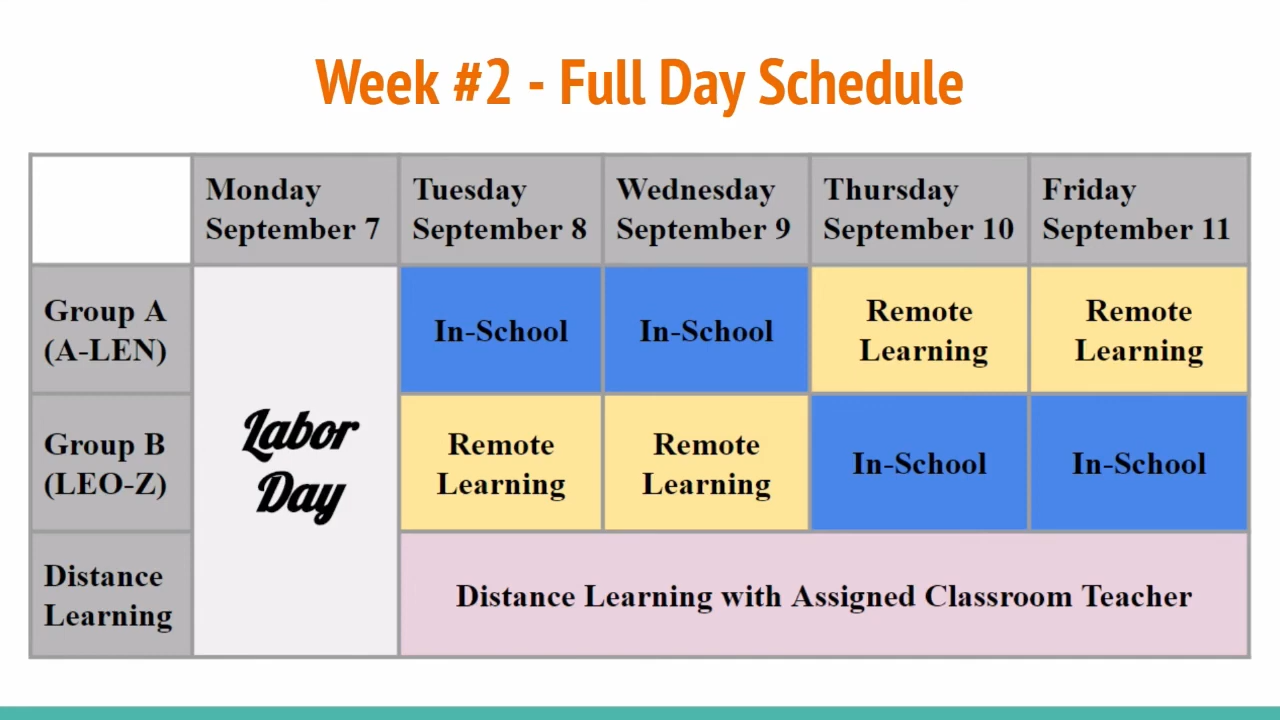 Week #2 - Full Day Schedule
Monday
September 7
Tuesday
September 8
Wednesday
September 9
Thursday
September 10
Friday
September 11
Group A
(A-LEN)
In-School
In-School
Remote
Learning
Remote
Learning
Labor
Day
Group B
(LEO-Z)
Remote
Learning
Remote
Learning
In-School
In-School
Distance
Learning
Distance Learning with Assigned Classroom Teacher